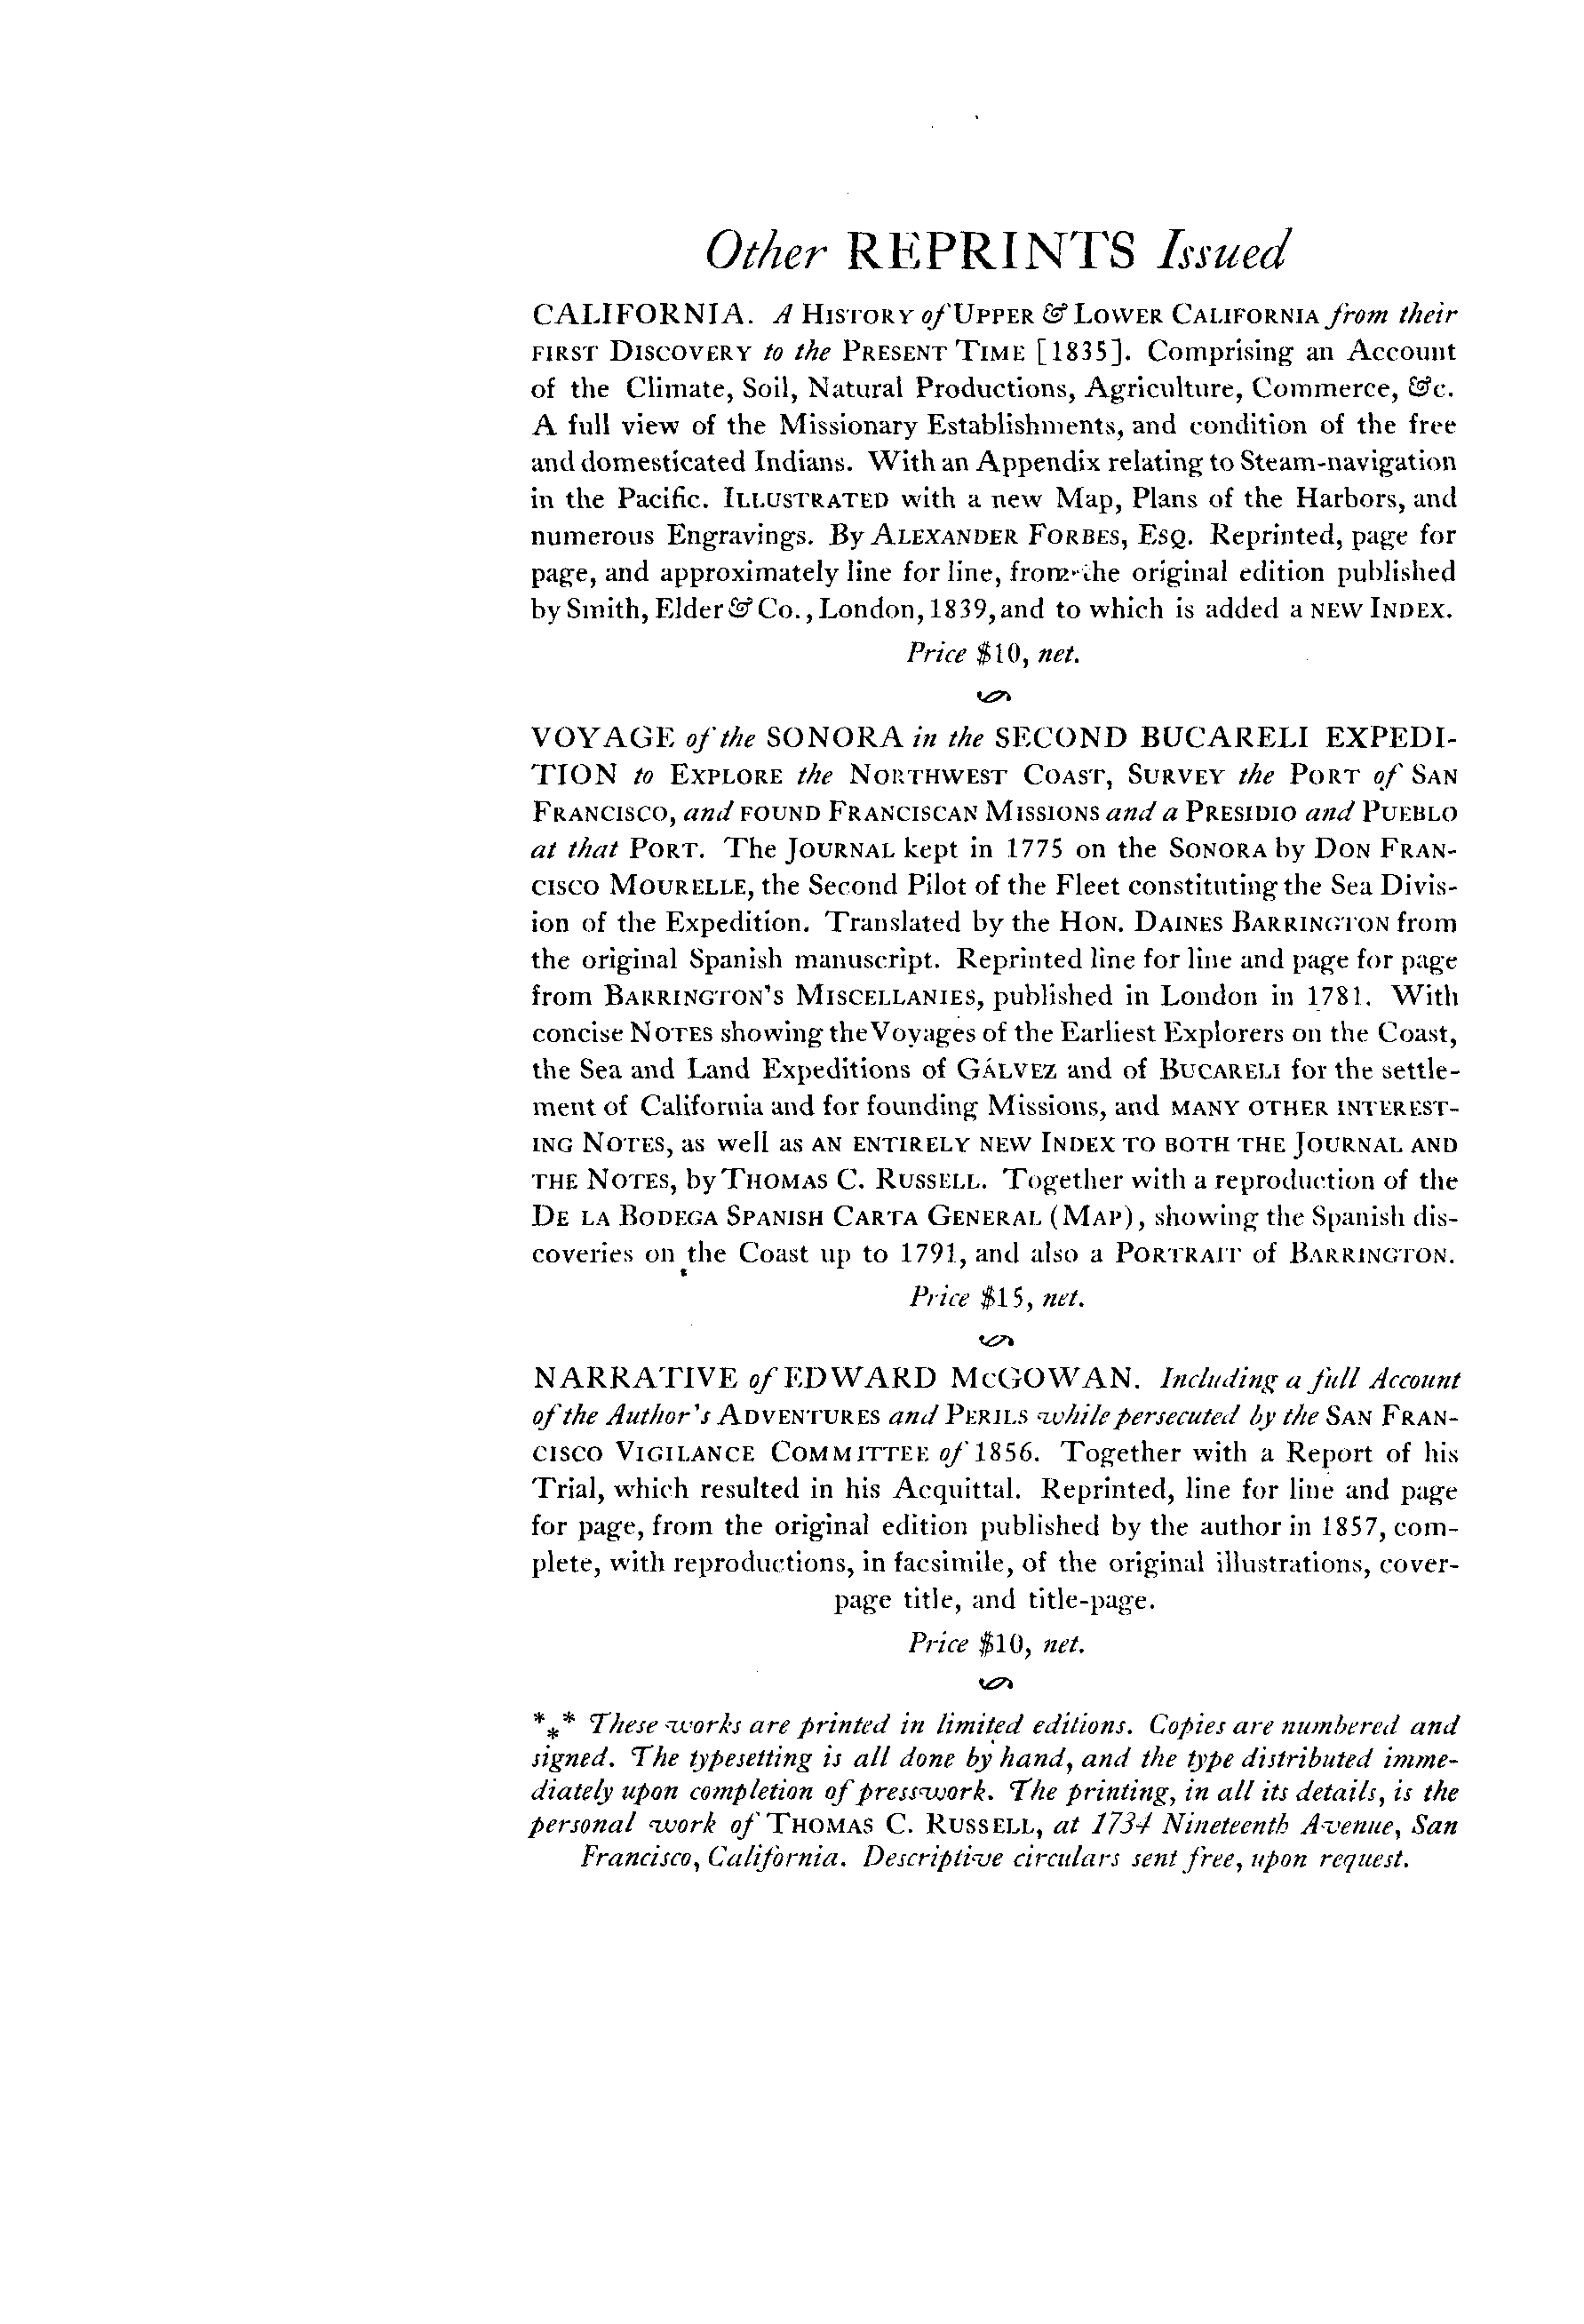 Other REPRINTS Issued
CALIFORNIA. A HISTORY of UPPER & LOWER CALIFORNIA from their
FIRST DISCOVERY to the PRESENT TIME [1835]. Comprising an Account
of the Climate, Soil, Natural Productions, Agriculture, Commerce, &c.
A full view of the Missionary Establishments, and condition of the free
and domesticated Indians. With an Appendix relating to Steam-navigation
in the Pacific. ILLUSTRATED with a new Map, Plans of the Harbors, and
numerous Engravings. By ALEXANDER FORBES, ESQ. Reprinted, page for
page, and approximately line for line, from the original edition published
by Smith, Elder & Co., London, 1839, and to which is added a NEW INDEX.
Price $10, net.
VOYAGE of the SONORA in the SECOND BUCARELI EXPEDI-
TION to EXPLORE the NORTHWEST COAST, SURVEY the PORT of SAN
FRANCISCO, and FOUND FRANCISCAN MISSIONS and a PRESIDIO and PUEBLO
at that PORT. The JOURNAL kept in 1775 on the SONORA by DON FRAN-
CISCO MOURELLE, the Second Pilot of the Fleet constituting the Sea Divis-
ion of the Expedition. Translated by the HON. DAINES BARRINGTON from
the original Spanish manuscript. Reprinted line for line and page for page
from BARRINGTON'S MISCELLANIES, published in London in 1781. With
concise NOTES showing the Voyages of the Earliest Explorers on the Coast,
the Sea and Land Expeditions of GÁLVEZ and of BUCARELI for the settle-
ment of California and for founding Missions, and MANY OTHER INTEREST-
ING NOTES, as well as AN ENTIRELY NEW INDEX TO BOTH THE JOURNAL AND
THE NOTES, by THOMAS C. RUSSELL. Together with a reproduction of the
DE LA BODEGA SPANISH CARTA GENERAL (MAP), showing the Spanish dis-
coveries on the Coast up to 1791, and also a PORTRAIT of BARRINGTON.
Price $15, net.
NARRATIVE of EDWARD McGOWAN. Including a full Account
of the Author's ADVENTURES and PERILS while persecuted by the SAN FRAN-
CISCO VIGILANCE COMMITTEE of 1856. Together with a Report of his
Trial, which resulted in his Acquittal. Reprinted, line for line and page
for page, from the original edition published by the author in 1857, com-
plete, with reproductions, in facsimile, of the original illustrations, cover-
page title, and title-page.
Price $10, net.
*** These works are printed in limited editions. Copies are numbered and
signed. The typesetting is all done by hand, and the type distributed imme-
diately upon completion of presswork. The printing, in all its details, is the
personal work of THOMAS C. RUSSELL, at 1734 Nineteenth Avenue, San
Francisco, California. Descriptive circulars sent free, upon request.